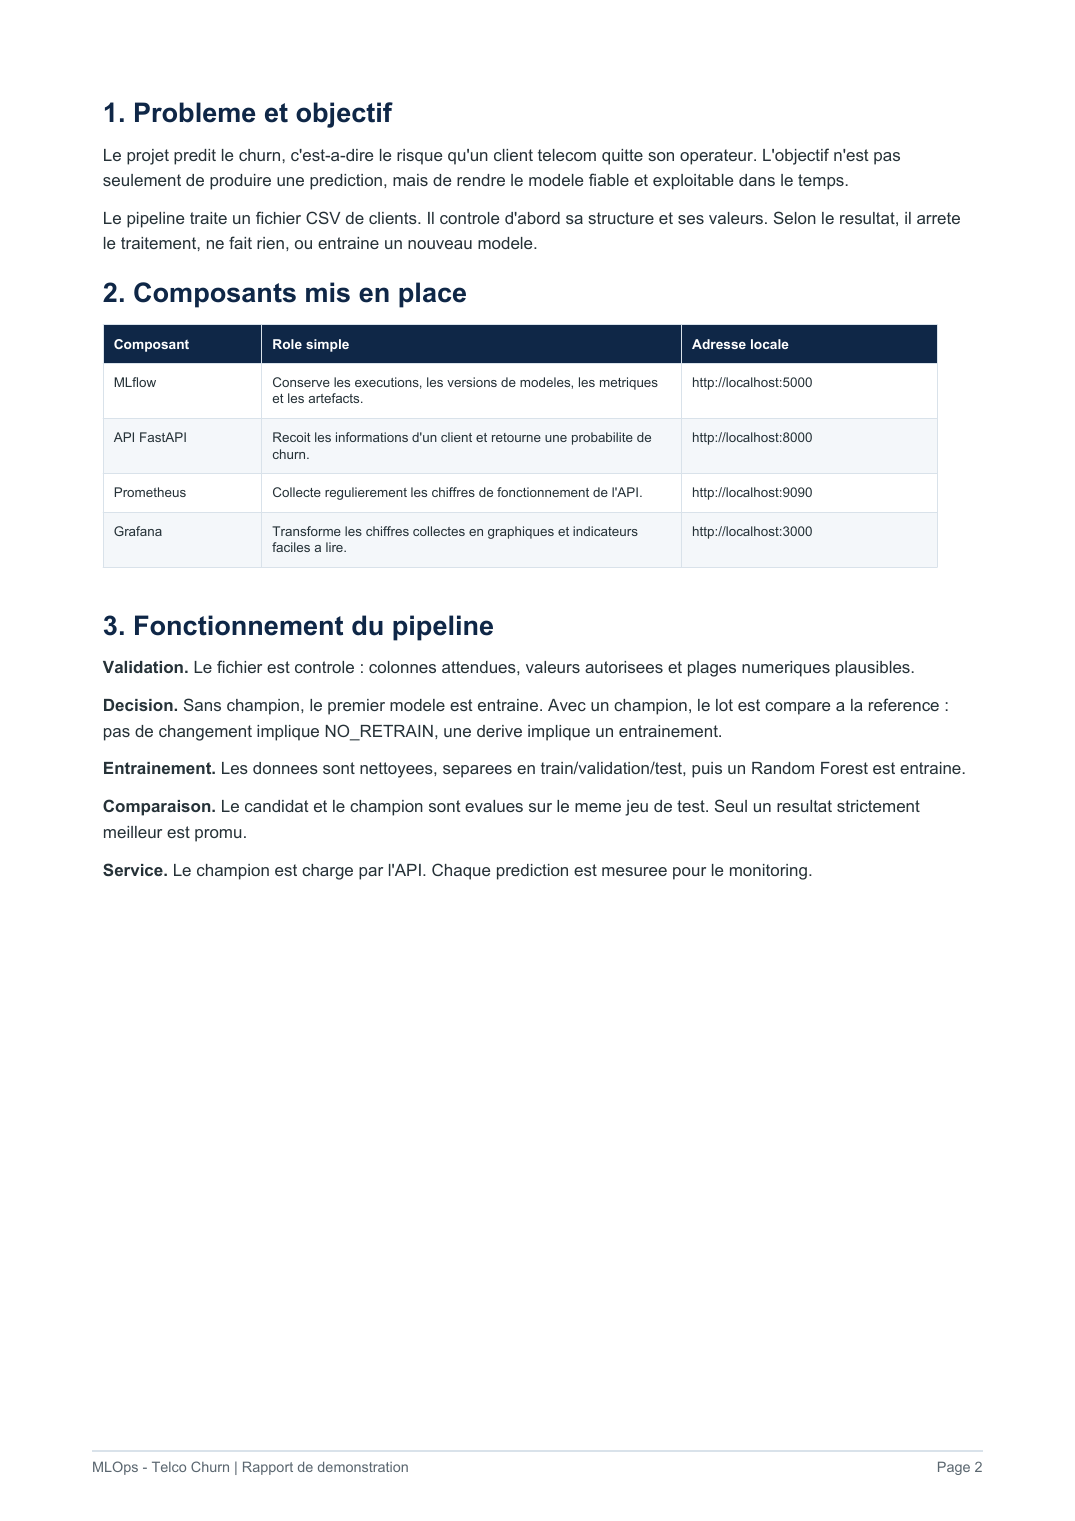 1. Probleme et objectif
Le projet predit le churn, c'est-a-dire le risque qu'un client telecom quitte son operateur. L'objectif n'est pas
seulement de produire une prediction, mais de rendre le modele fiable et exploitable dans le temps.
Le pipeline traite un fichier CSV de clients. Il controle d'abord sa structure et ses valeurs. Selon le resultat, il arrete
le traitement, ne fait rien, ou entraine un nouveau modele.
2. Composants mis en place
Composant Role simple Adresse locale
MLflow Conserve les executions, les versions de modeles, les metriques http://localhost:5000
et les artefacts.
API FastAPI Recoit les informations d'un client et retourne une probabilite de http://localhost:8000
churn.
Prometheus Collecte regulierement les chiffres de fonctionnement de l'API. http://localhost:9090
Grafana Transforme les chiffres collectes en graphiques et indicateurs http://localhost:3000
faciles a lire.
3. Fonctionnement du pipeline
Validation. Le fichier est controle : colonnes attendues, valeurs autorisees et plages numeriques plausibles.
Decision. Sans champion, le premier modele est entraine. Avec un champion, le lot est compare a la reference :
pas de changement implique NO_RETRAIN, une derive implique un entrainement.
Entrainement. Les donnees sont nettoyees, separees en train/validation/test, puis un Random Forest est entraine.
Comparaison. Le candidat et le champion sont evalues sur le meme jeu de test. Seul un resultat strictement
meilleur est promu.
Service. Le champion est charge par l'API. Chaque prediction est mesuree pour le monitoring.
MLOps - Telco Churn | Rapport de demonstration Page 2